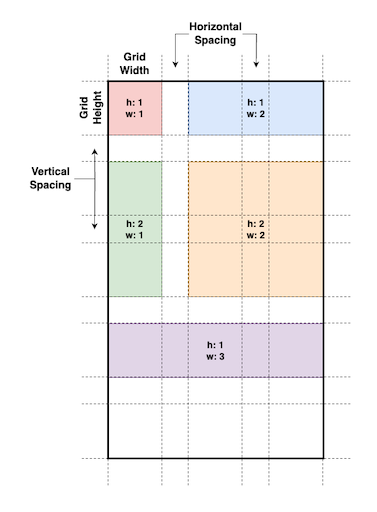 Horizontal
Spacing
Grid
Width
Grid
Height
h: 1
w: 1
h: 1
w: 2
Vertical
Spacing
h: 2
w: 1
h: 2
w: 2
h: 1
w: 3